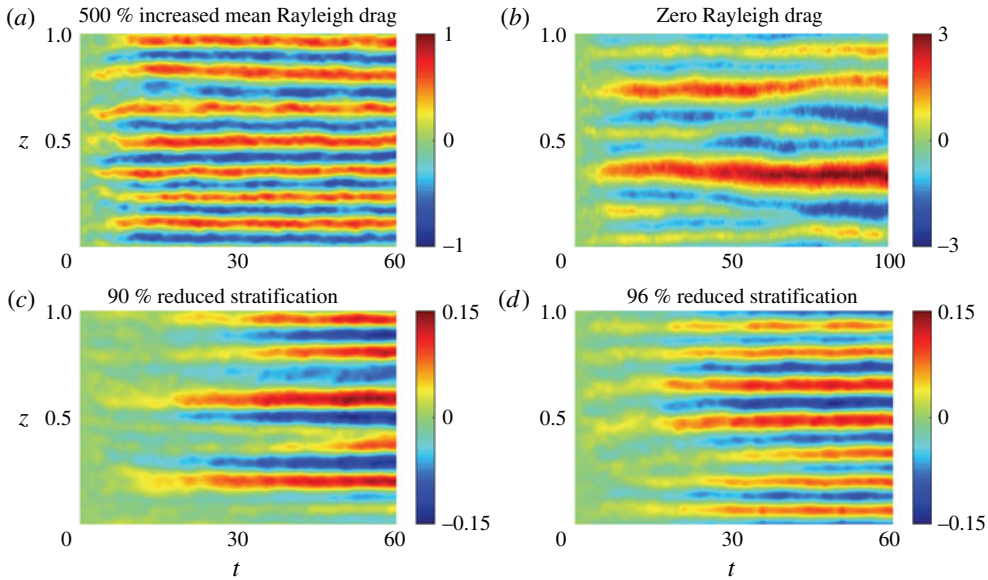 (a) 500 % increased mean Rayleigh drag
1.0
0.5
z
0 30 60
1
0
–1
(b) Zero Rayleigh drag
1.0
0.5
0 50 100
3
0
–3
(c) 90 % reduced stratification
1.0
0.5
z
0 30 60
t
0.15
0
–0.15
(d) 96 % reduced stratification
1.0
0.5
0 30 60
t
0.15
0
–0.15